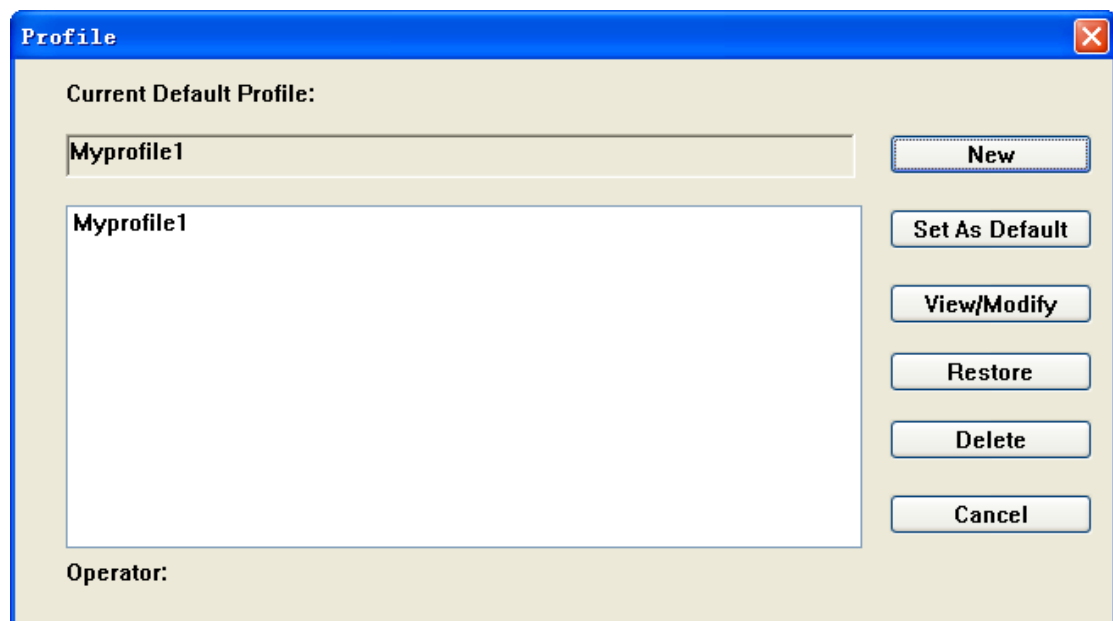 Profile
Current Default Profile:
Myprofile1
New
Myprofile1
Set As Default
View/Modify
Restore
Delete
Cancel
Operator: